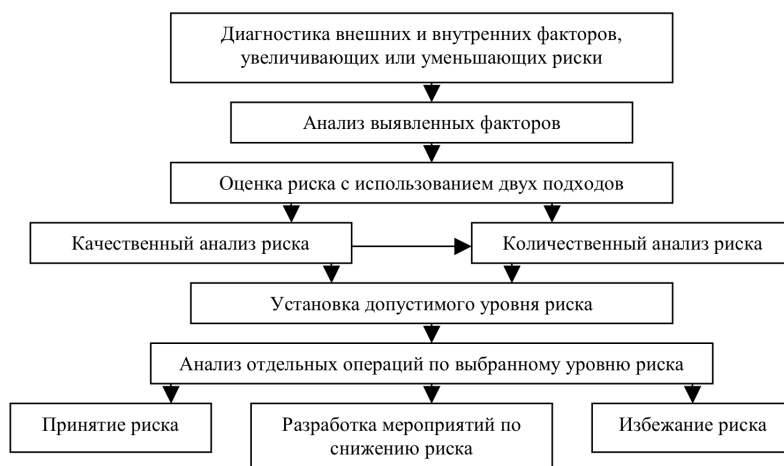 Диагностика внешних и внутренних факторов,
увеличивающих или уменьшающих риски
Анализ выявленных факторов
Оценка риска с использованием двух подходов
Качественный анализ риска
Количественный анализ риска
Установка допустимого уровня риска
Анализ отдельных операций по выбранному уровню риска
Принятие риска
Разработка мероприятий по
снижению риска
Избежание риска